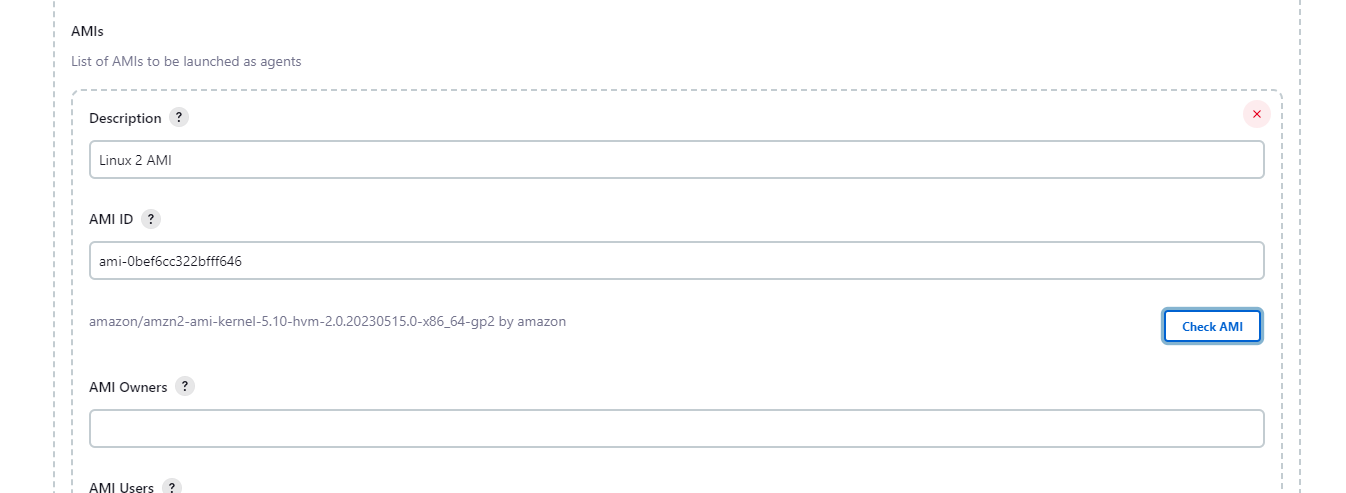 AMIs
List of AMIs to be launched as agents
Description ?
Linux 2 AMI
AMI ID ?
ami-0bef6cc322bfff646
amazon/amzn2-ami-kernel-5.10-hvm-2.0.20230515.0-x86_64-gp2 by amazon
Check AMI
AMI Owners ?
AMI Users ?